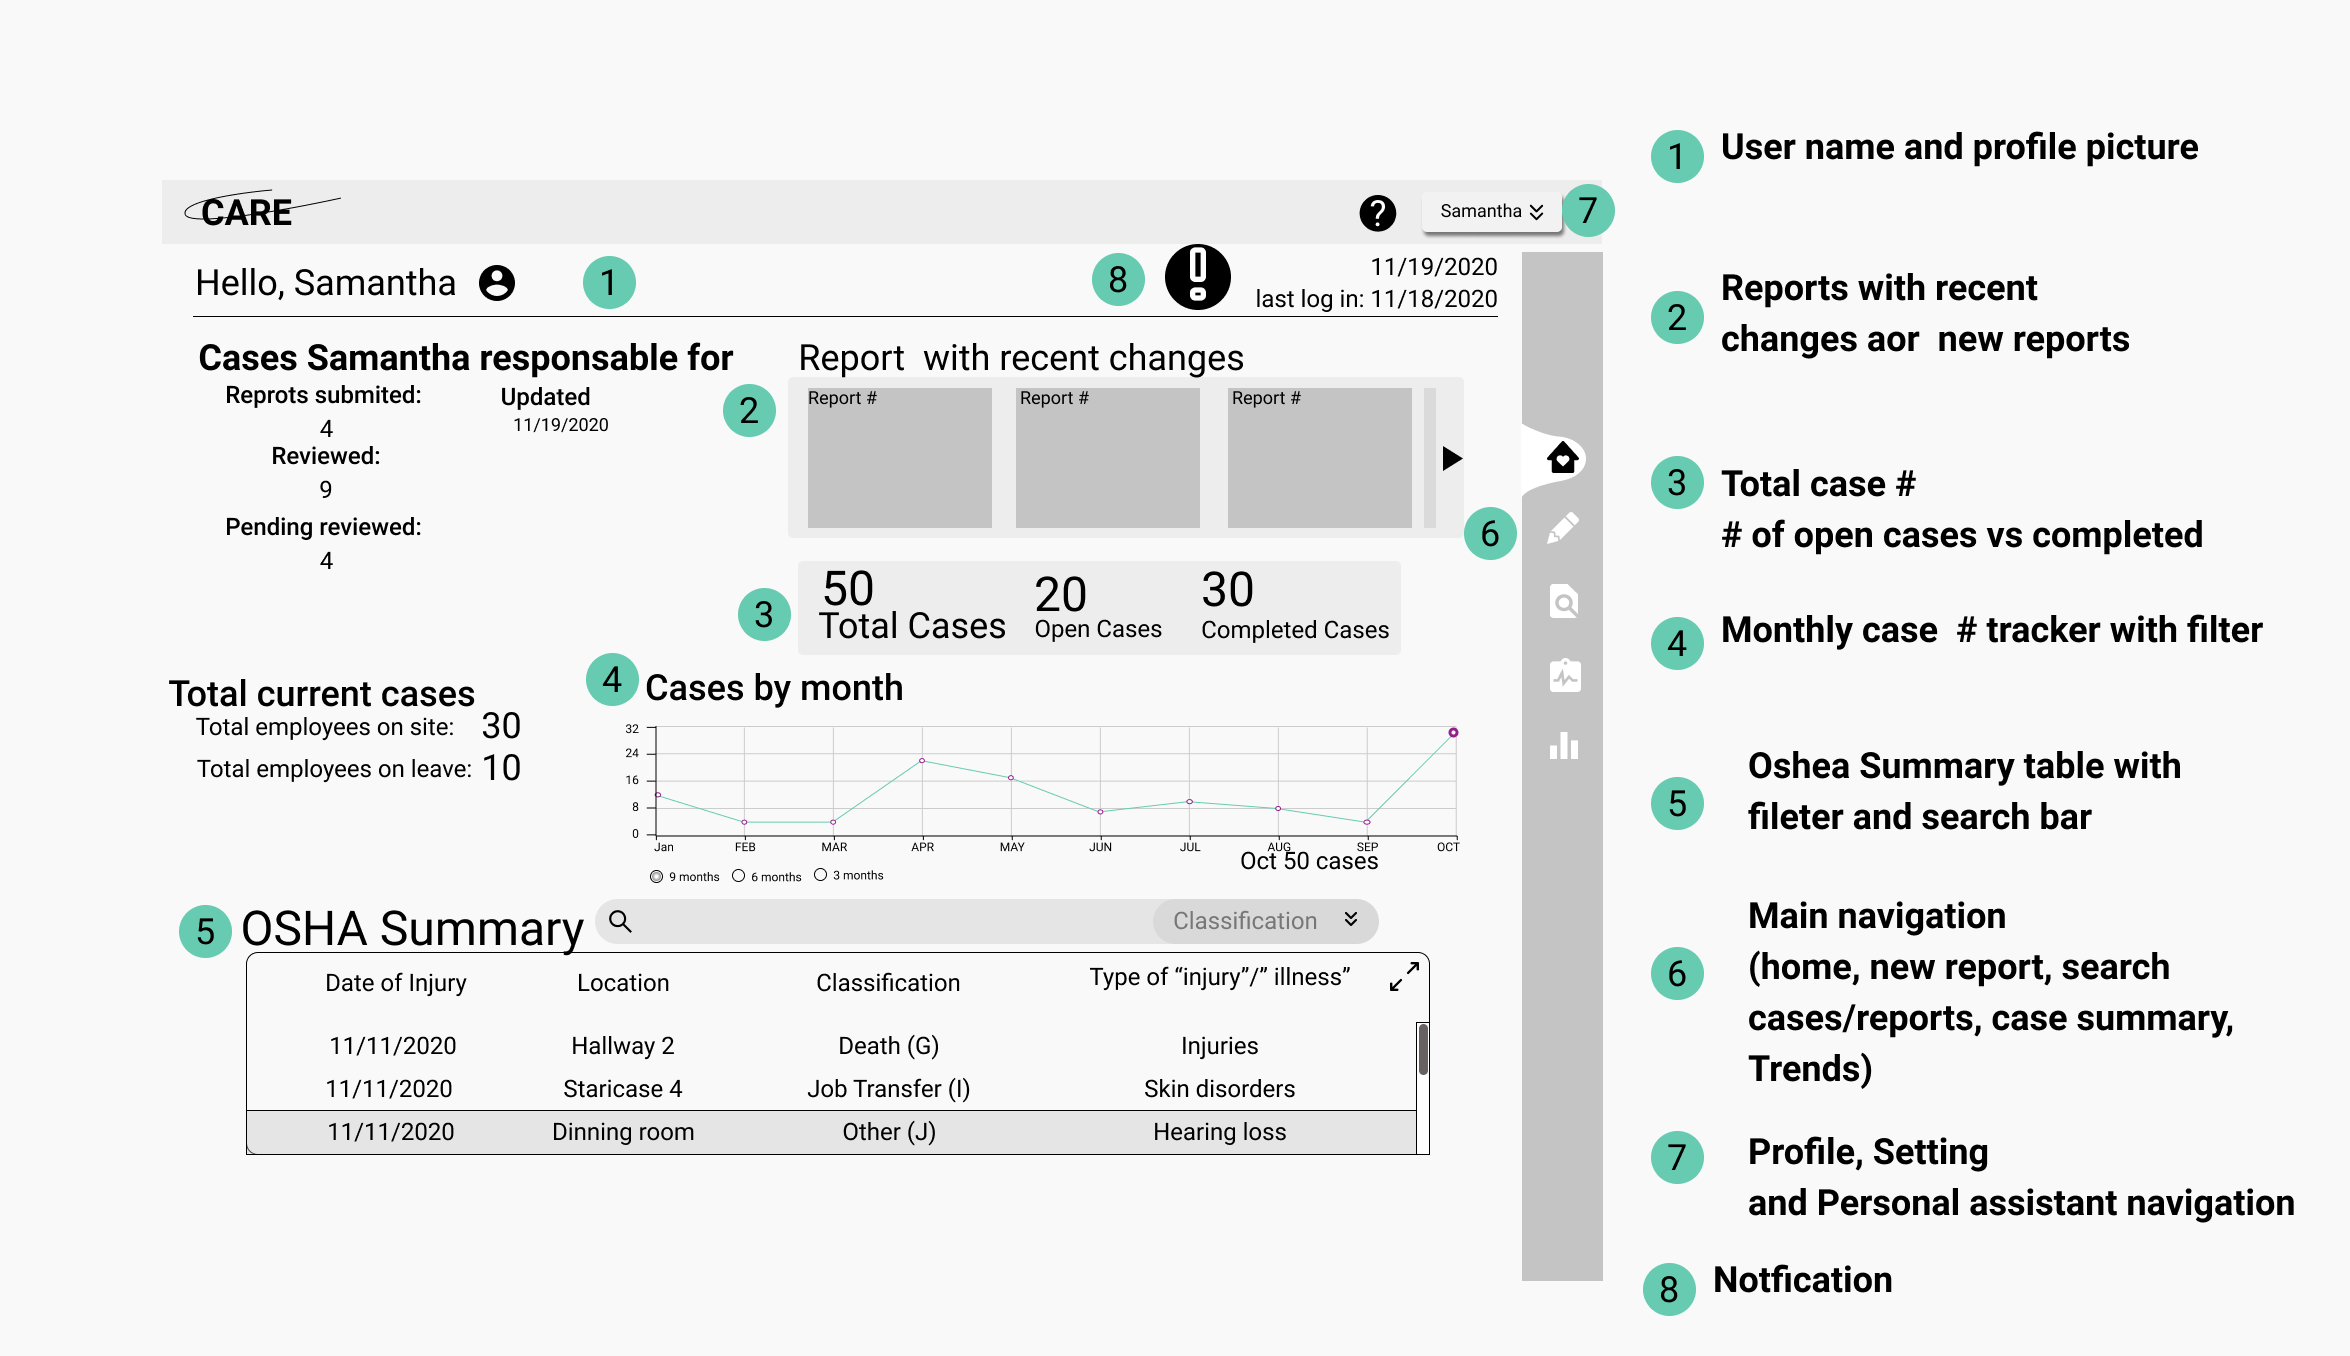 CARE
?
Samantha
7
Hello, Samantha
1
8
11/19/2020
last log in: 11/18/2020
Cases Samantha responsable for
Reprots submited:
4
Updated
11/19/2020
Reviewed:
9
Pending reviewed:
4
Report  with recent changes
2
Report #
Report #
Report #
6
3
50
Total Cases
20
Open Cases
30
Completed Cases
Total current cases
Total employees on site: 30
Total employees on leave: 10
4
Cases by month
32
24
16
8
0
Jan FEB MAR APR MAY JUN JUL AUG SEP OCT
Oct 50 cases
9 months 6 months 3 months
5
OSHA Summary
Classification
Date of Injury Location Classification Type of “injury”/” illness”
11/11/2020 Hallway 2 Death (G) Injuries
11/11/2020 Staricase 4 Job Transfer (I) Skin disorders
11/11/2020 Dinning room Other (J) Hearing loss
1
User name and profile picture
2
Reports with recent
changes aor  new reports
3
Total case #
# of open cases vs completed
4
Monthly case  # tracker with filter
5
Oshea Summary table with
fileter and search bar
6
Main navigation
(home, new report, search
cases/reports, case summary,
Trends)
7
Profile, Setting
and Personal assistant navigation
8
Notfication